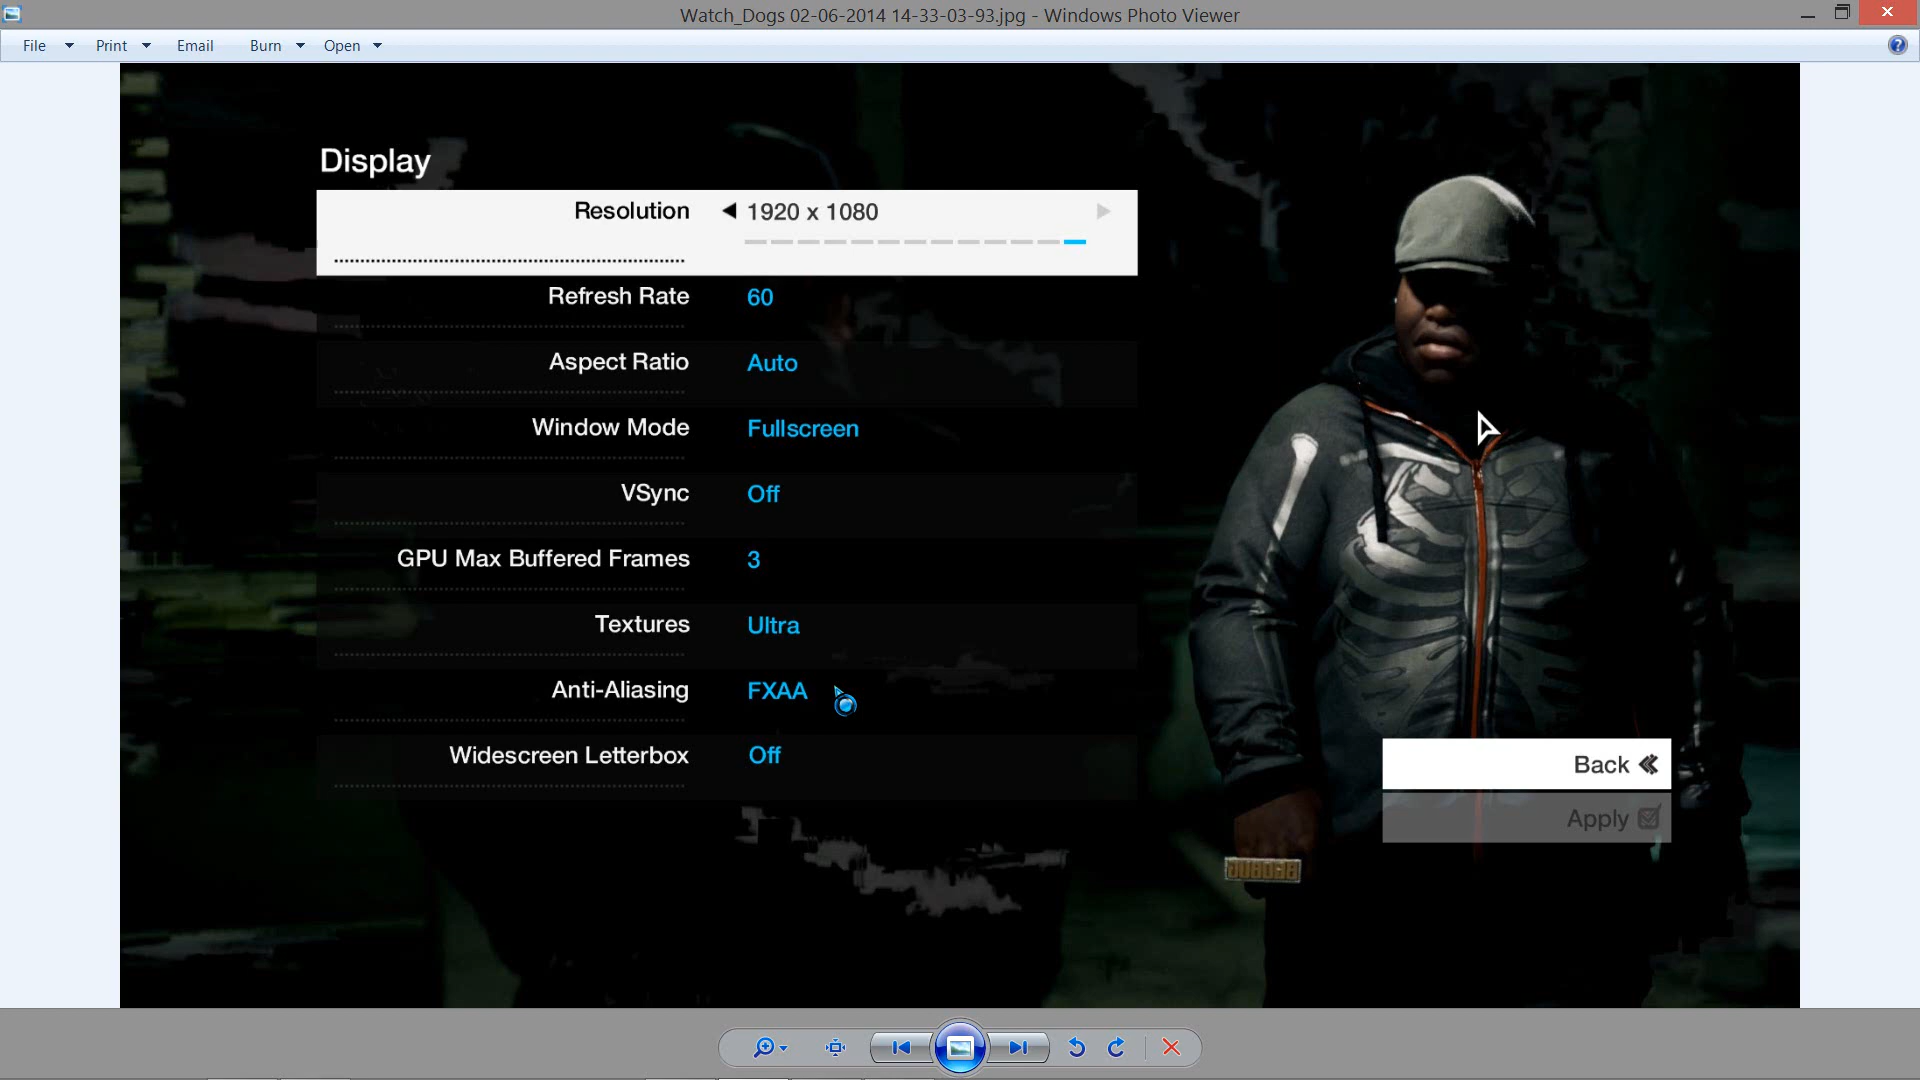 Watch_Dogs 02-06-2014 14-33-03-93.jpg - Windows Photo Viewer
File Print Email Burn Open
Display
Resolution 1920 x 1080
Refresh Rate 60
Aspect Ratio Auto
Window Mode Fullscreen
VSync Off
GPU Max Buffered Frames 3
Textures Ultra
Anti-Aliasing FXAA
Widescreen Letterbox Off
Back
Apply